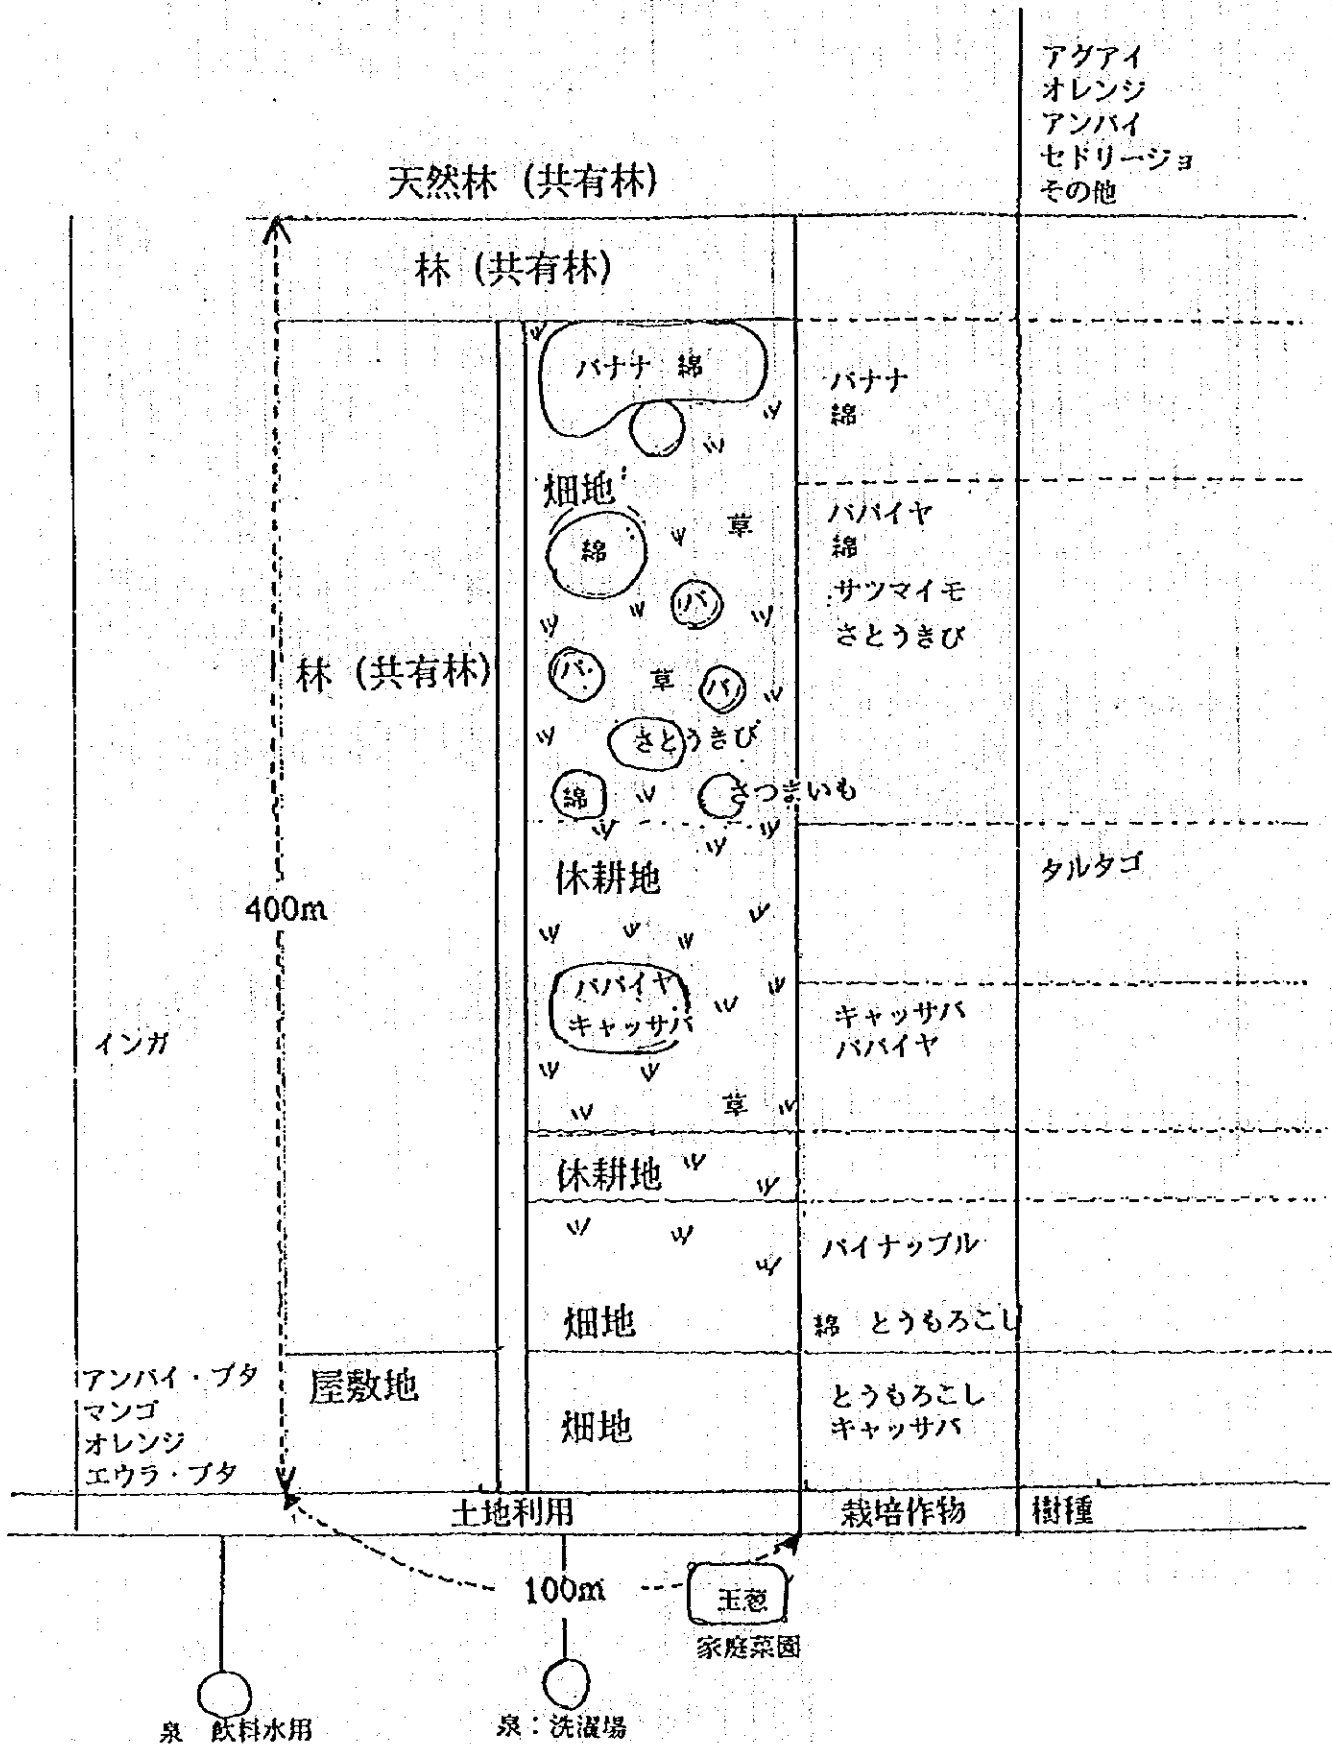 アグアイ
オレンジ
アンバイ
セドリージョ
その他
天然林 (共有林)
林 (共有林)
バナナ 綿
バナナ
綿
畑地
草
綿
パパイヤ
綿
サツマイモ
さとうきび
バ
林 (共有林)
バ
草
バ
さとうきび
綿
さつまいも
休耕地
タルタゴ
400m
パパイヤ
キャッサバ
キャッサバ
パパイヤ
インガ
草
休耕地
パイナップル
畑地
綿 とうもろこし
アンバイ・プタ
マンゴ
オレンジ
エウラ・プタ
屋敷地
畑地
とうもろこし
キャッサバ
土地利用
栽培作物
樹種
100m
玉葱
家庭菜園
泉 飲料水用
泉:洗濯場